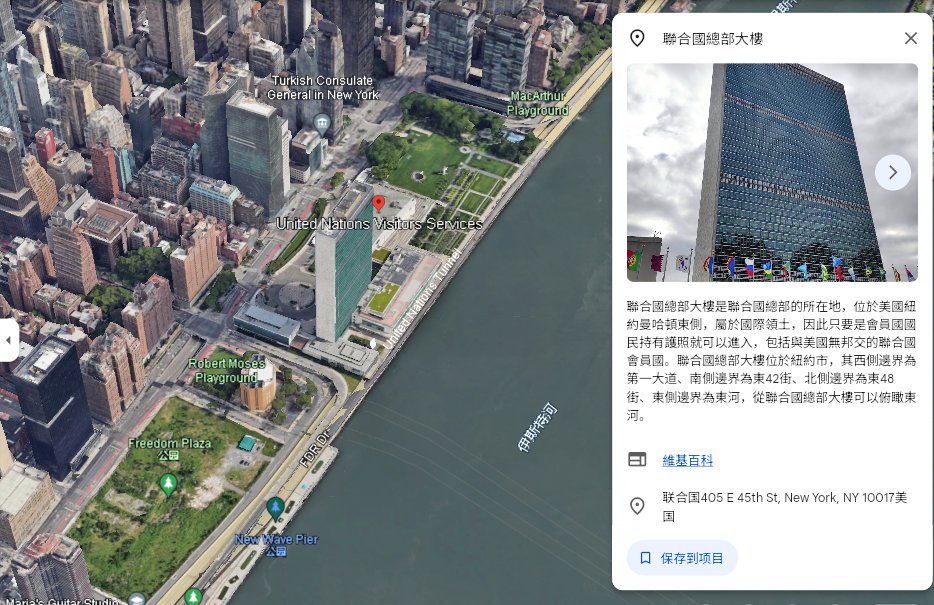 Turkish Consulate
General in New York
MacArthur
Playground
United Nations Visitors Services
United Nations Tunnel
Robert Moses
Playground
伊斯特河
Freedom Plaza
公园
FDR Dr
New Wave Pier
公园
Maria's Guitar Studio
聯合國總部大樓
聯合國總部大樓是聯合國總部的所在地，位於美國紐
約曼哈頓東側，屬於國際領土，因此只要是會員國國
民持有護照就可以進入，包括與美國無邦交的聯合國
會員國。聯合國總部大樓位於紐約市，其西側邊界為
第一大道、南側邊界為東42街、北側邊界為東48
街、東側邊界為東河，從聯合國總部大樓可以俯瞰東
河。
維基百科
联合国405 E 45th St, New York, NY 10017美
国
保存到项目